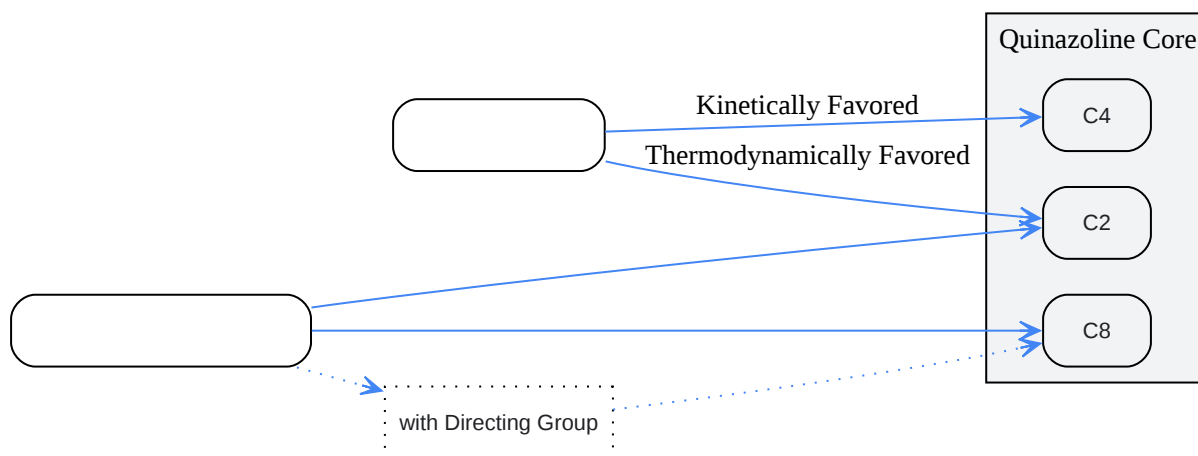 Quinazoline Core
C4
Kinetically Favored
Thermodynamically Favored
C2
C8
with Directing Group